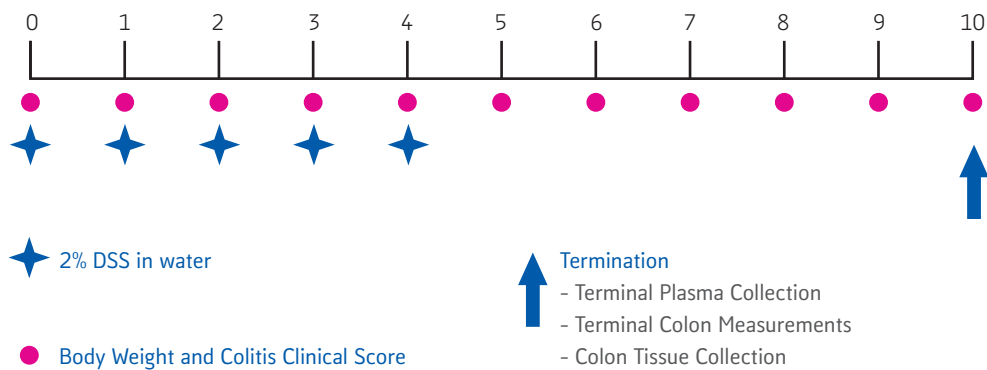 0 1 2 3 4 5 6 7 8 9 10
2% DSS in water
Termination
- Terminal Plasma Collection
- Terminal Colon Measurements
- Colon Tissue Collection
Body Weight and Colitis Clinical Score